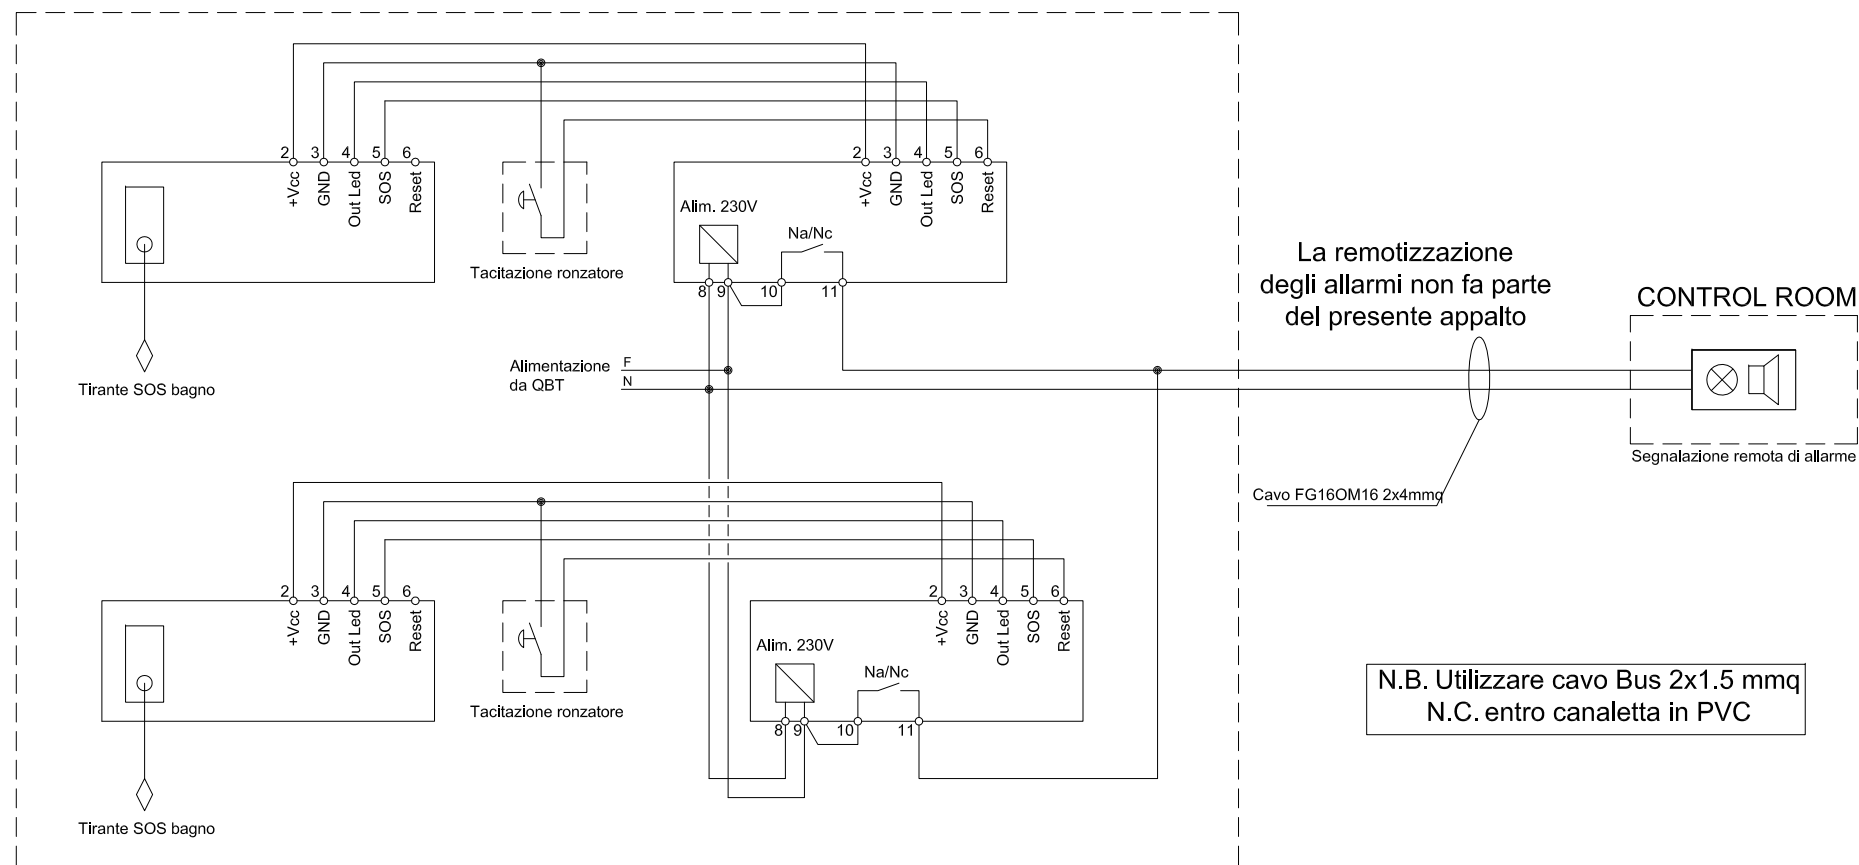 2 3 4 5 6
+Vcc
GND
Out Led
SOS
Reset
Tirante SOS bagno
Tacitazione ronzatore
2 3 4 5 6
+Vcc
GND
Out Led
SOS
Reset
Alim. 230V
Na/Nc
8 9 10 11
Alimentazione
da QBT
F
N
La remotizzazione
degli allarmi non fa parte
del presente appalto
CONTROL ROOM
Segnalazione remota di allarme
Cavo FG16OM16 2x4mmq
2 3 4 5 6
+Vcc
GND
Out Led
SOS
Reset
Tirante SOS bagno
Tacitazione ronzatore
2 3 4 5 6
+Vcc
GND
Out Led
SOS
Reset
Alim. 230V
Na/Nc
8 9 10 11
N.B. Utilizzare cavo Bus 2x1.5 mmq
N.C. entro canaletta in PVC